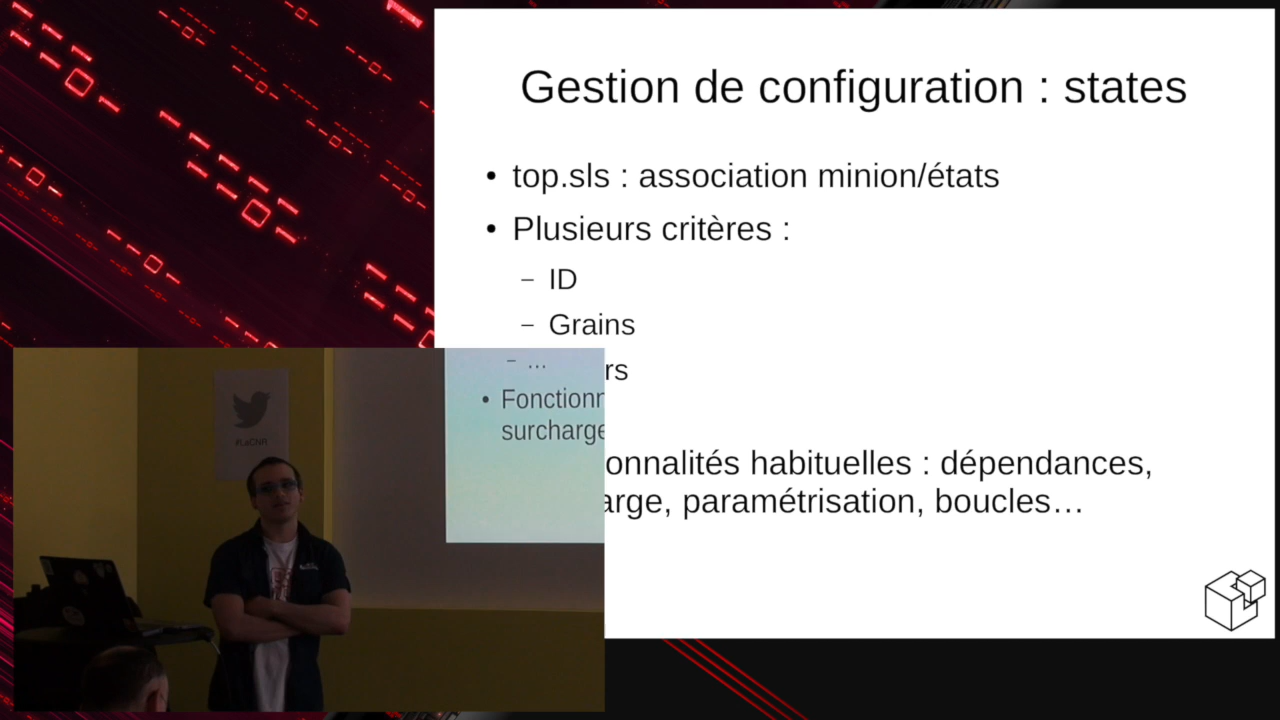 Gestion de configuration : states
• top.sls : association minion/états
• Plusieurs critères :
– ID
– Grains
rs
onnalités habituelles : dépendances,
arge, paramétrisation, boucles…
– …
• Fonctionn
surcharge